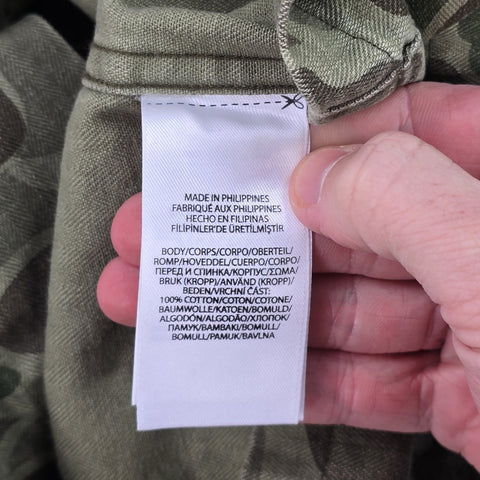 MADE IN PHILIPPINES
FABRIQUÉ AUX PHILIPPINES
HECHO EN FILIPINAS
FİLİPİNLER'DE ÜRETİLMİŞTİR
BODY/CORPS/CORPO/OBERTEIL/
ROMP/HOVEDDEL/CUERPO/CORPO/
ПЕРЕД И СПИНКА/KORPUS/ΣΩΜΑ/
BRUK (KROPP)/ANVÄND (KROPP)/
BEDEN/VRCHNÍ ČÁST:
100% COTTON/COTON/COTONE/
BAUMWOLLE/KATOEN/BOMULD/
ALGODÓN/ALGODÃO/ХЛОПОК/
ПАМУК/ΒΑΜΒΑΚΙ/BOMULL/
BOMULL/PAMUK/BAVLNA